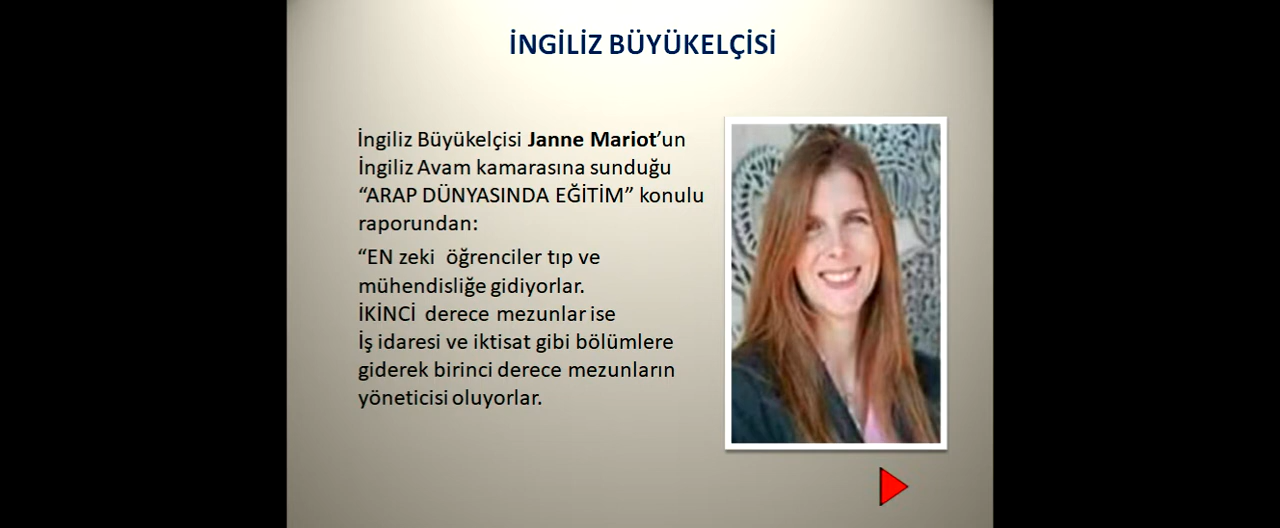 İNGİLİZ BÜYÜKELÇİSİ
İngiliz Büyükelçisi Janne Mariot’un
İngiliz Avam kamarasına sunduğu
“ARAP DÜNYASINDA EĞİTİM” konulu
raporundan:
“EN zeki öğrenciler tıp ve
mühendisliğe gidiyorlar.
İKİNCİ derece mezunlar ise
İş idaresi ve iktisat gibi bölümlere
giderek birinci derece mezunların
yöneticisi oluyorlar.